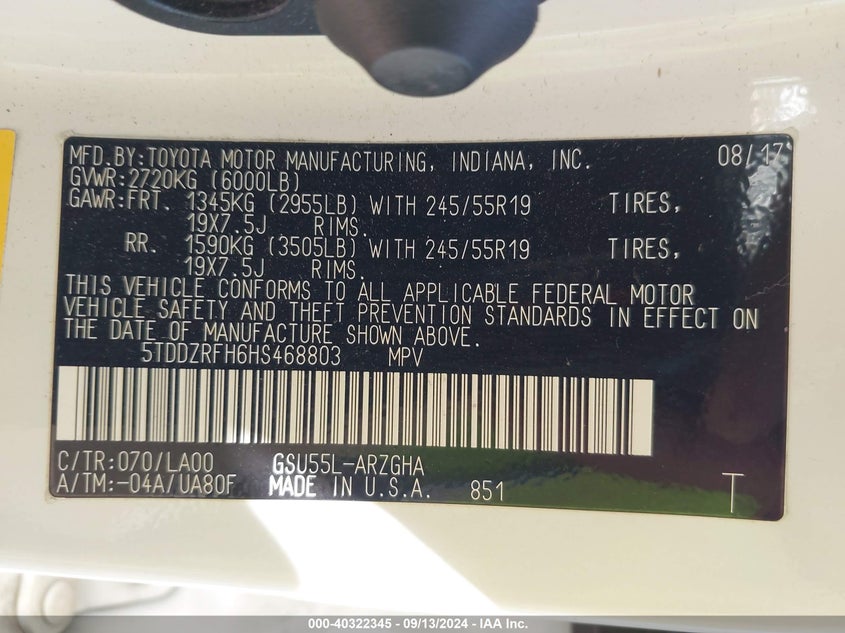 MFD.BY:TOYOTA MOTOR MANUFACTURING, INDIANA, INC. 08/17
GVWR:2720KG (6000LB)
GAWR:FRT. 1345KG (2955LB) WITH 245/55R19 TIRES,
19X7.5J RIMS.
RR. 1590KG (3505LB) WITH 245/55R19 TIRES,
19X7.5J RIMS.
THIS VEHICLE CONFORMS TO ALL APPLICABLE FEDERAL MOTOR
VEHICLE SAFETY AND THEFT PREVENTION STANDARDS IN EFFECT ON
THE DATE OF MANUFACTURE SHOWN ABOVE.
5TDDZRFH6HS468803 MPV
C/TR:070/LA00 GSU55L-ARZGHA
A/TM:-04A/UA80F MADE IN U.S.A. 851 T
000-40322345 - 09/13/2024 - IAA Inc.